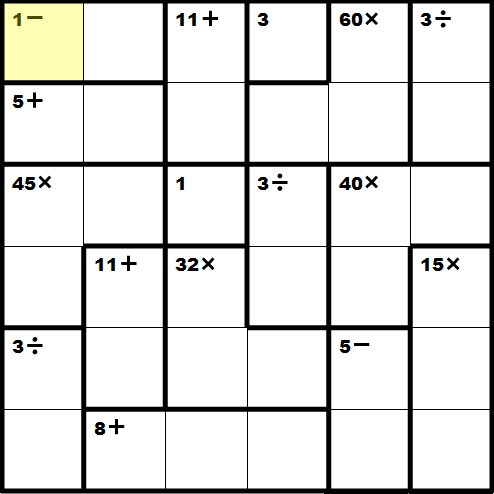 1− 11+ 3 60× 3÷
5+
45× 1 3÷ 40×
11+ 32× 15×
3÷ 5−
8+